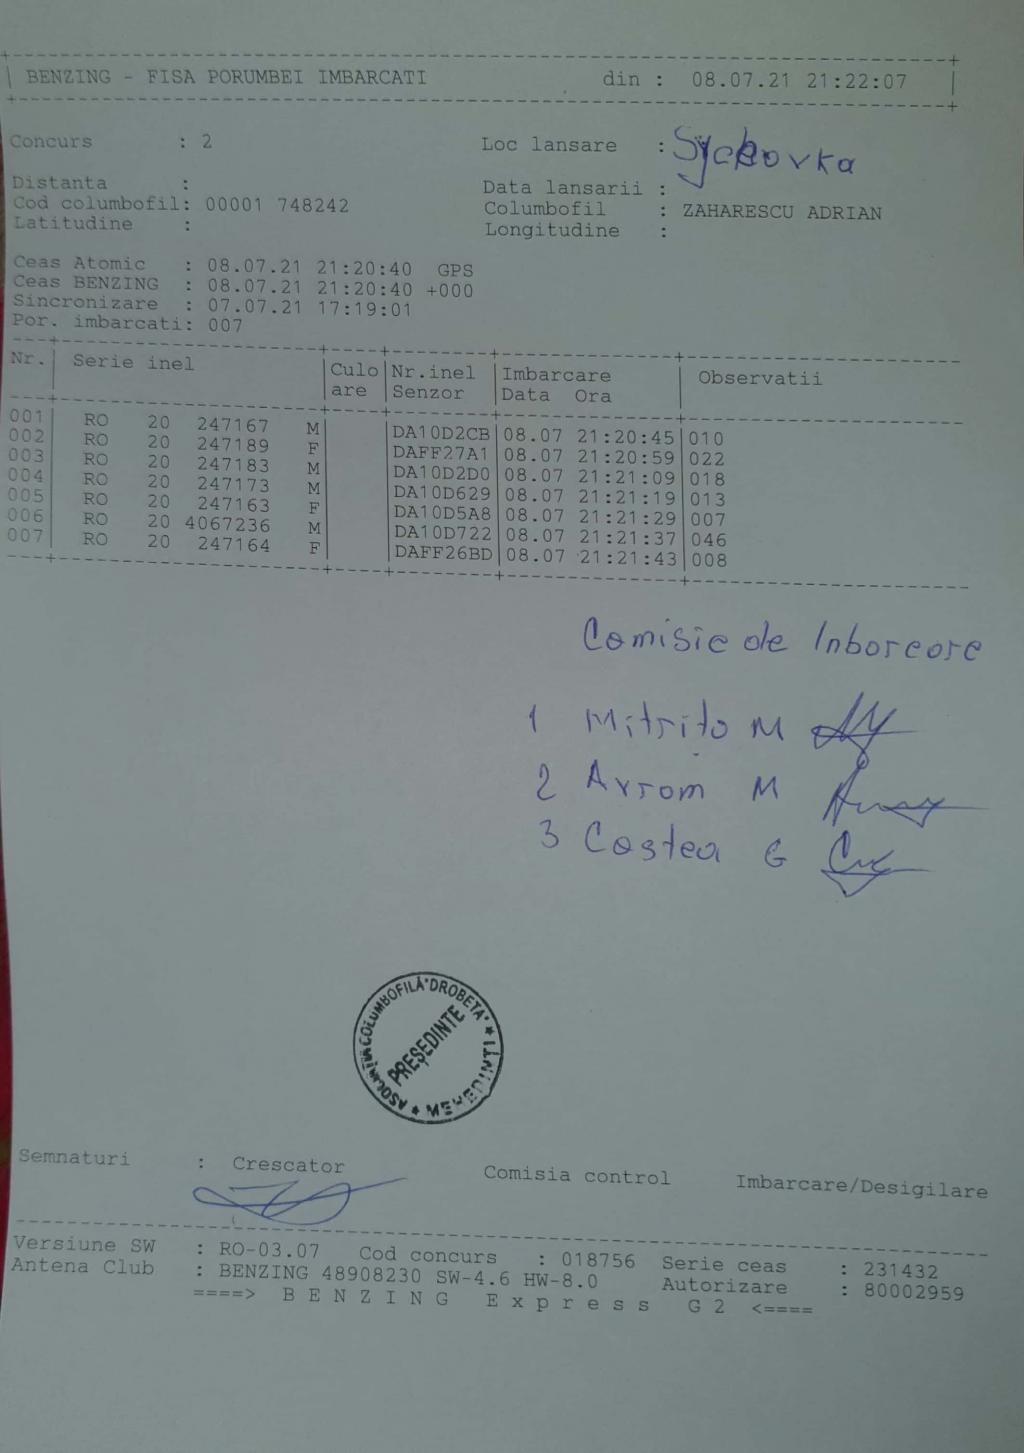 BENZING - FISA PORUMBEI IMBARCATI din : 08.07.21 21:22:07
Concurs : 2 Loc lansare : Syckovka
Distanta : Data lansarii :
Cod columbofil: 00001 748242 Columbofil : ZAHARESCU ADRIAN
Latitudine : Longitudine :
Ceas Atomic : 08.07.21 21:20:40 GPS
Ceas BENZING : 08.07.21 21:20:40 +000
Sincronizare : 07.07.21 17:19:01
Por. imbarcati: 007
Nr. Serie inel Culo Nr.inel Imbarcare Observatii
are Senzor Data Ora
001 RO 20 247167 M DA10D2CB 08.07 21:20:45 010
002 RO 20 247189 F DAFF27A1 08.07 21:20:59 022
003 RO 20 247183 M DA10D2D0 08.07 21:21:09 018
004 RO 20 247173 M DA10D629 08.07 21:21:19 013
005 RO 20 247163 F DA10D5A8 08.07 21:21:29 007
006 RO 20 4067236 M DA10D722 08.07 21:21:37 046
007 RO 20 247164 F DAFF26BD 08.07 21:21:43 008
Comisie de Inborcore
1 Mitrito M
2 Avrom M
3 Costea G
ASOCIAȚIA COLUMBOFILĂ "DROBETA" * MEHEDINȚI *
PREȘEDINTE
Semnaturi : Crescator Comisia control Imbarcare/Desigilare
Versiune SW : RO-03.07 Cod concurs : 018756 Serie ceas : 231432
Antena Club : BENZING 48908230 SW-4.6 HW-8.0 Autorizare : 80002959
====> B E N Z I N G E x p r e s s G 2 <====